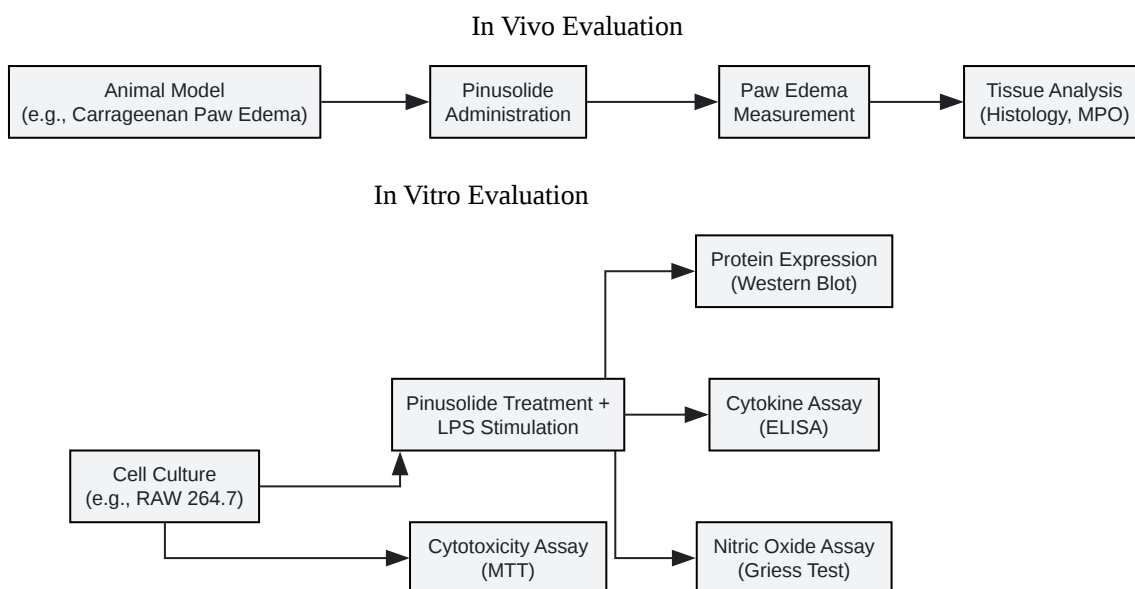 In Vivo Evaluation
Animal Model
(e.g., Carrageenan Paw Edema)
Pinusolide
Administration
Paw Edema
Measurement
Tissue Analysis
(Histology, MPO)
In Vitro Evaluation
Protein Expression
(Western Blot)
Pinusolide Treatment +
LPS Stimulation
Cytokine Assay
(ELISA)
Cell Culture
(e.g., RAW 264.7)
Cytotoxicity Assay
(MTT)
Nitric Oxide Assay
(Griess Test)